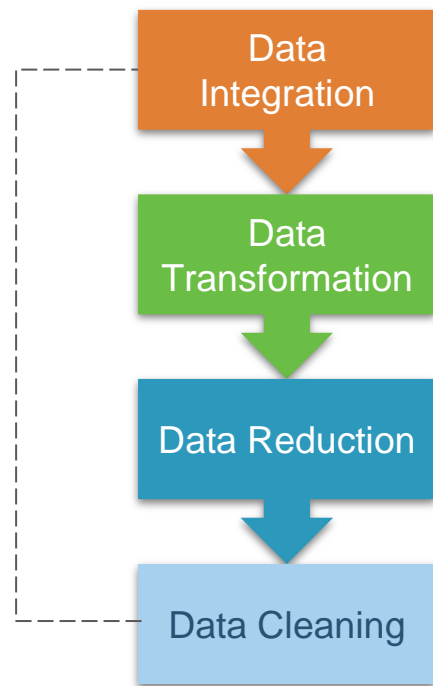 Data
Integration
Data
Transformation
Data Reduction
Data Cleaning